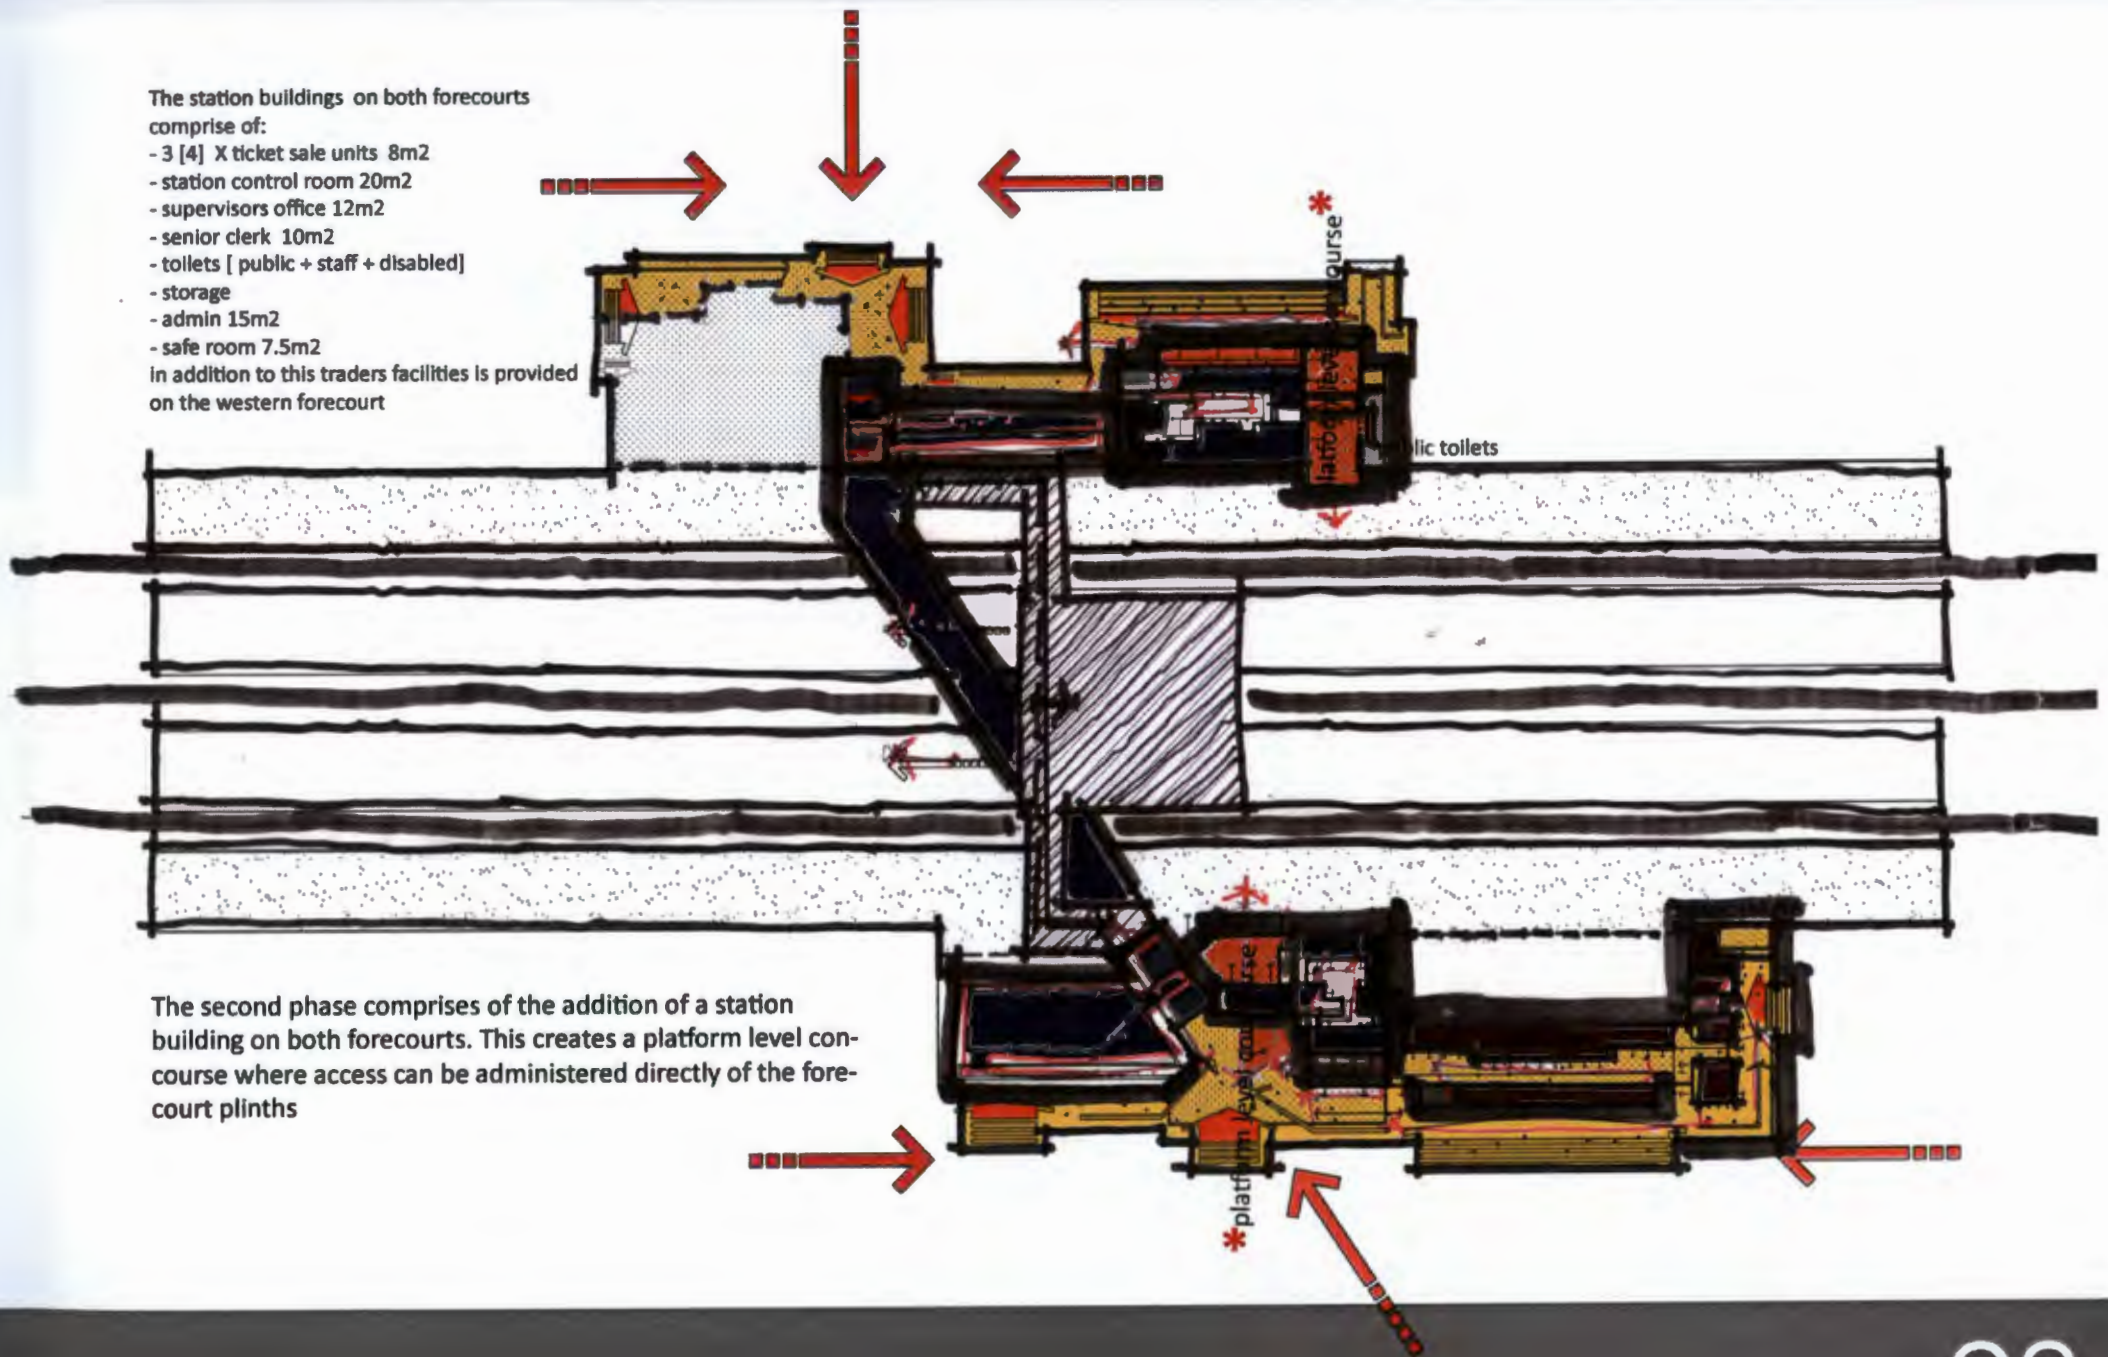 The station buildings on both forecourts
comprise of:
- 3 [4] X ticket sale units 8m2
- station control room 20m2
- supervisors office 12m2
- senior clerk 10m2
- toilets [ public + staff + disabled]
- storage
- admin 15m2
- safe room 7.5m2
in addition to this traders facilities is provided
on the western forecourt
lic toilets
The second phase comprises of the addition of a station
building on both forecourts. This creates a platform level con-
course where access can be administered directly of the fore-
court plinths
*platform level